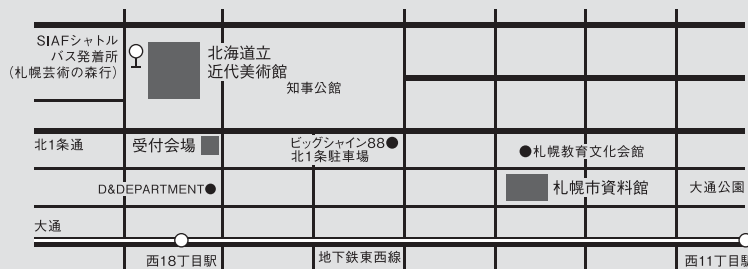 SIAFシャトル
バス発着所
(札幌芸術の森行)
北海道立
近代美術館
知事公館
北1条通
受付会場
ビッグシャイン88
北1条駐車場
札幌教育文化会館
D&DEPARTMENT
札幌市資料館
大通公園
大通
西18丁目駅
地下鉄東西線
西11丁目駅